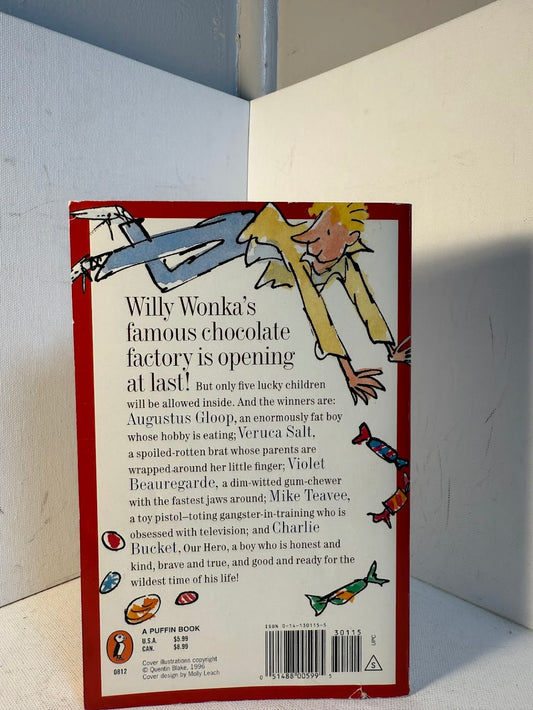 Willy Wonka's
famous chocolate
factory is opening
at last! But only five lucky children
will be allowed inside. And the winners are:
Augustus Gloop, an enormously fat boy
whose hobby is eating; Veruca Salt,
a spoiled-rotten brat whose parents are
wrapped around her little finger; Violet
Beauregarde, a dim-witted gum-chewer
with the fastest jaws around; Mike Teavee,
a toy pistol–toting gangster-in-training who is
obsessed with television; and Charlie
Bucket, Our Hero, a boy who is honest and
kind, brave and true, and good and ready for the
wildest time of his life!
A PUFFIN BOOK
U.S.A. $5.99
CAN. $8.99
0812
Cover illustrations copyright
© Quentin Blake, 1996
Cover design by Molly Leach
ISBN 0-14-130115-5
30115
UPC
0 51488 00599 5
S